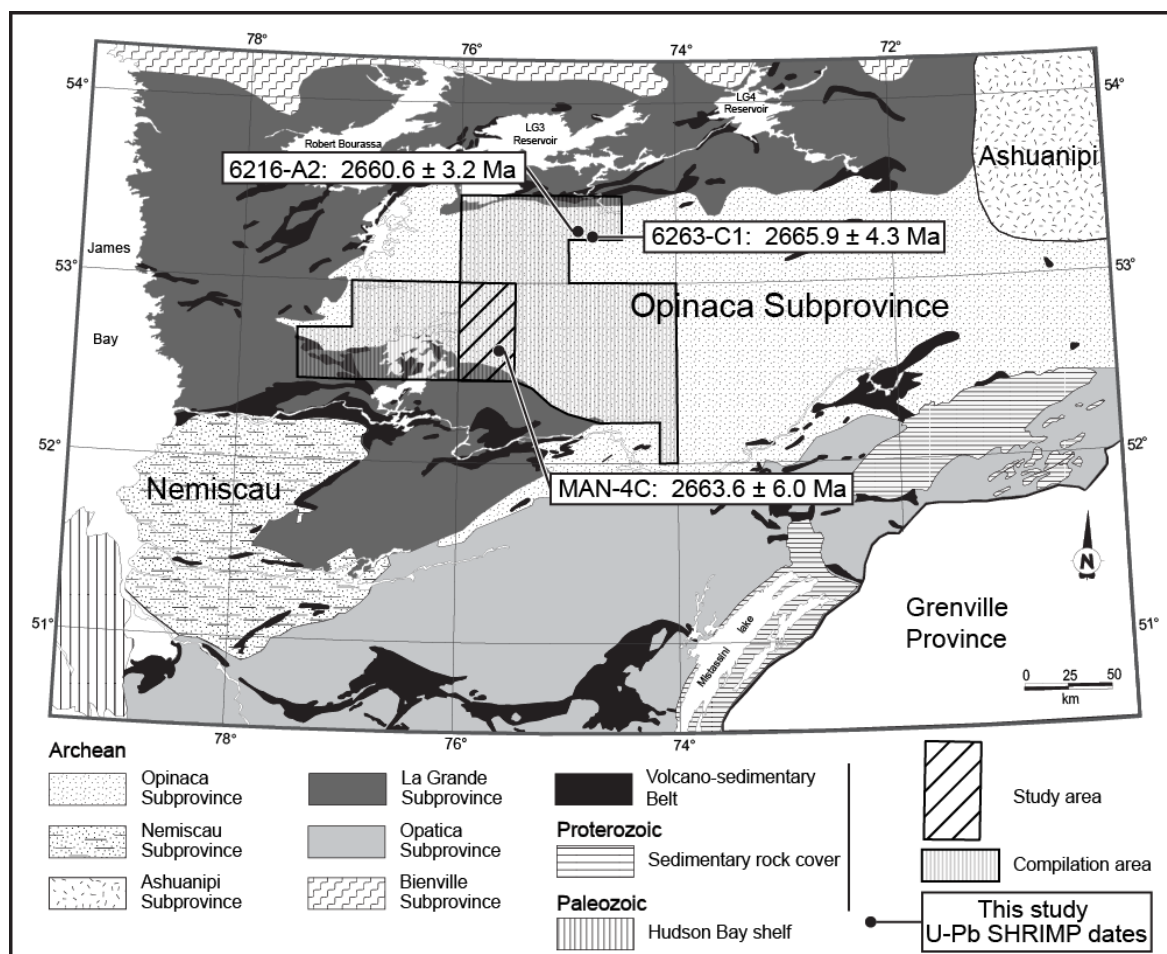 78°
76°
74°
72°
54°
54°
LG4
Reservoir
LG3
Reservoir
Robert Bourassa
Ashuanipi
6216-A2: 2660.6 ± 3.2 Ma
6263-C1: 2665.9 ± 4.3 Ma
James
Bay
53°
53°
Opinaca Subprovince
52°
52°
Nemiscau
MAN-4C: 2663.6 ± 6.0 Ma
N
51°
51°
Grenville
Province
Mistassini lake
0 25 50
km
78°
76°
74°
72°
Archean
Opinaca
Subprovince
Nemiscau
Subprovince
Ashuanipi
Subprovince
La Grande
Subprovince
Opatica
Subprovince
Bienville
Subprovince
Volcano-sedimentary
Belt
Proterozoic
Sedimentary rock cover
Paleozoic
Hudson Bay shelf
Study area
Compilation area
This study
U-Pb SHRIMP dates